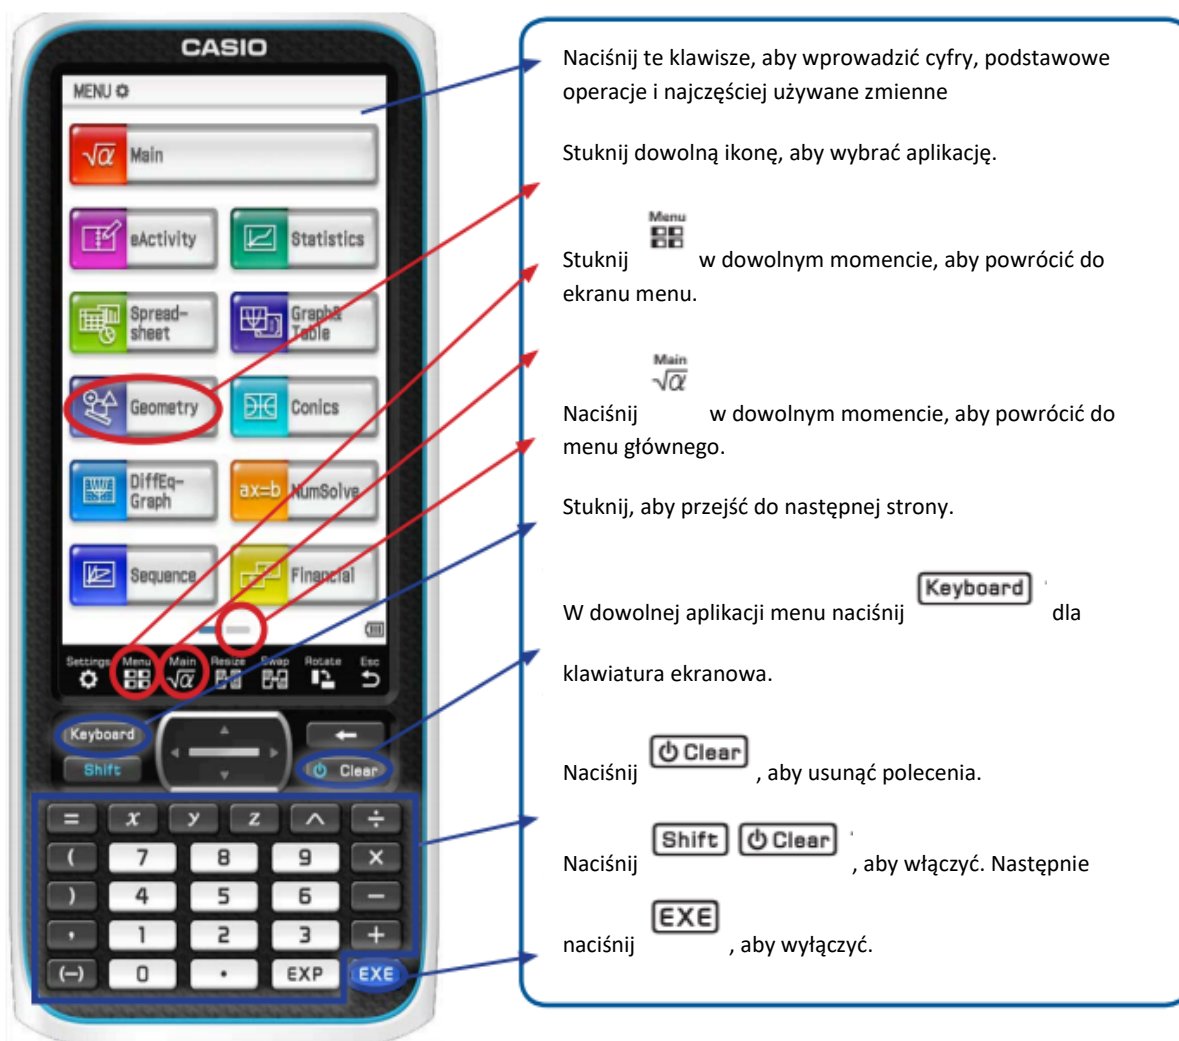 CASIO
MENU
√α Main
eActivity
Statistics
Spread-
sheet
Graph&
Table
Geometry
Conics
DiffEq-
Graph
ax=b NumSolve
Sequence
Financial
Settings Menu Main Resize Swap Rotate Esc
√α
Keyboard
Shift
Clear
= x y z ^ ÷
( 7 8 9 ×
) 4 5 6 −
, 1 2 3 +
(−) 0 . EXP EXE
Naciśnij te klawisze, aby wprowadzić cyfry, podstawowe
operacje i najczęściej używane zmienne
Stuknij dowolną ikonę, aby wybrać aplikację.
Menu
Stuknij w dowolnym momencie, aby powrócić do
ekranu menu.
Main
√α
Naciśnij w dowolnym momencie, aby powrócić do
menu głównego.
Stuknij, aby przejść do następnej strony.
W dowolnej aplikacji menu naciśnij Keyboard dla
klawiatura ekranowa.
Naciśnij Clear , aby usunąć polecenia.
Naciśnij Shift Clear , aby włączyć. Następnie
naciśnij EXE , aby wyłączyć.